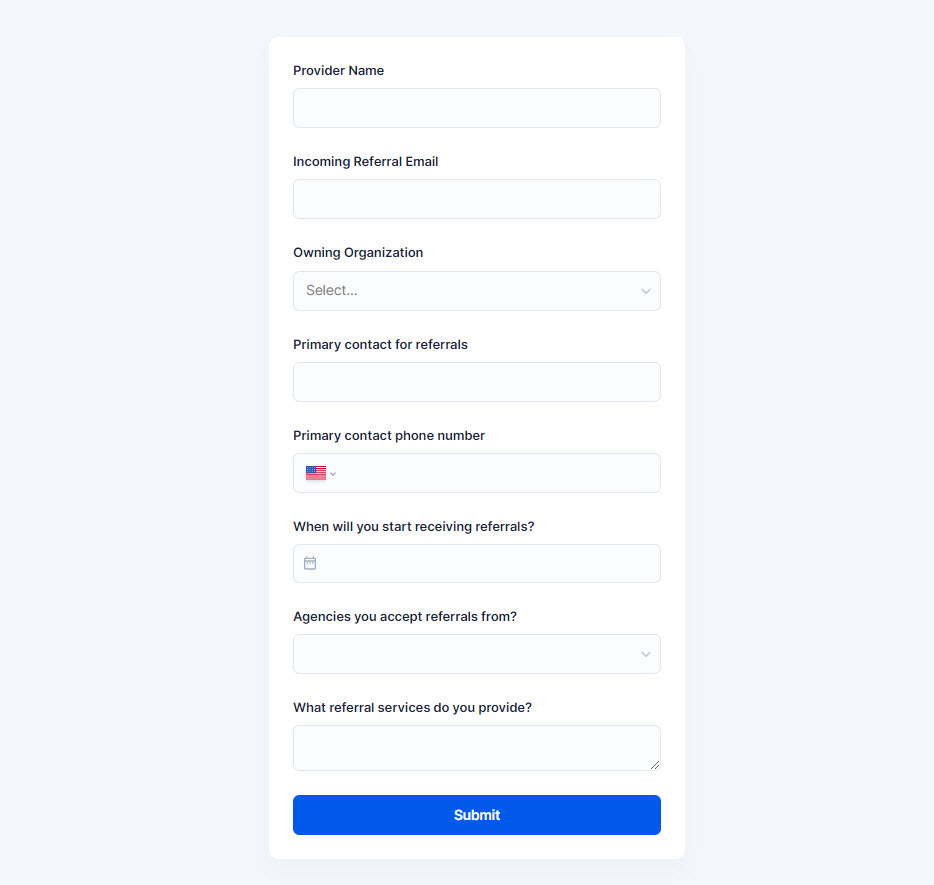 Provider Name
Incoming Referral Email
Owning Organization
Select...
Primary contact for referrals
Primary contact phone number
When will you start receiving referrals?
Agencies you accept referrals from?
What referral services do you provide?
Submit